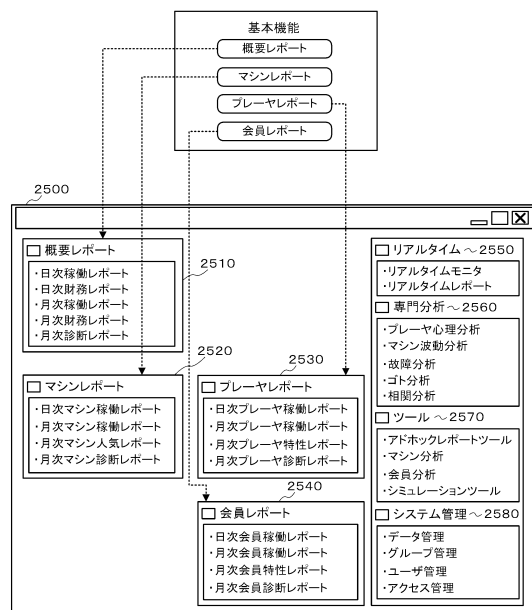 基本機能
概要レポート
マシンレポート
プレーヤレポート
会員レポート
2500
概要レポート
・日次稼働レポート
・日次財務レポート
・月次稼働レポート
・月次財務レポート
・月次診断レポート
2510
マシンレポート
2520
・日次マシン稼働レポート
・月次マシン稼働レポート
・月次マシン人気レポート
・月次マシン診断レポート
プレーヤレポート
2530
・日次プレーヤ稼働レポート
・月次プレーヤ稼働レポート
・月次プレーヤ特性レポート
・月次プレーヤ診断レポート
会員レポート
2540
・日次会員稼働レポート
・月次会員稼働レポート
・月次会員特性レポート
・月次会員診断レポート
リアルタイム ～2550
・リアルタイムモニタ
・リアルタイムレポート
専門分析～2560
・プレーヤ心理分析
・マシン波動分析
・故障分析
・ゴト分析
・相関分析
ツール ～2570
・アドホックレポートツール
・マシン分析
・会員分析
・シミュレーションツール
システム管理～2580
・データ管理
・グループ管理
・ユーザ管理
・アクセス管理